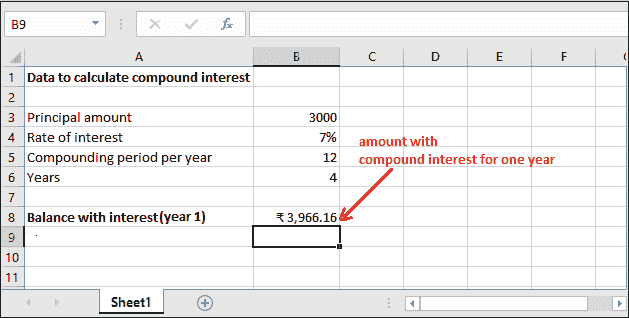 B9 fx
A B C D E F
1 Data to calculate compound interest
2
3 Principal amount 3000
4 Rate of interest 7%
amount with
5 Compounding period per year 12
compound interest for one year
6 Years 4
7
8 Balance with interest(year 1) ₹ 3,966.16
9
10
11
Sheet1